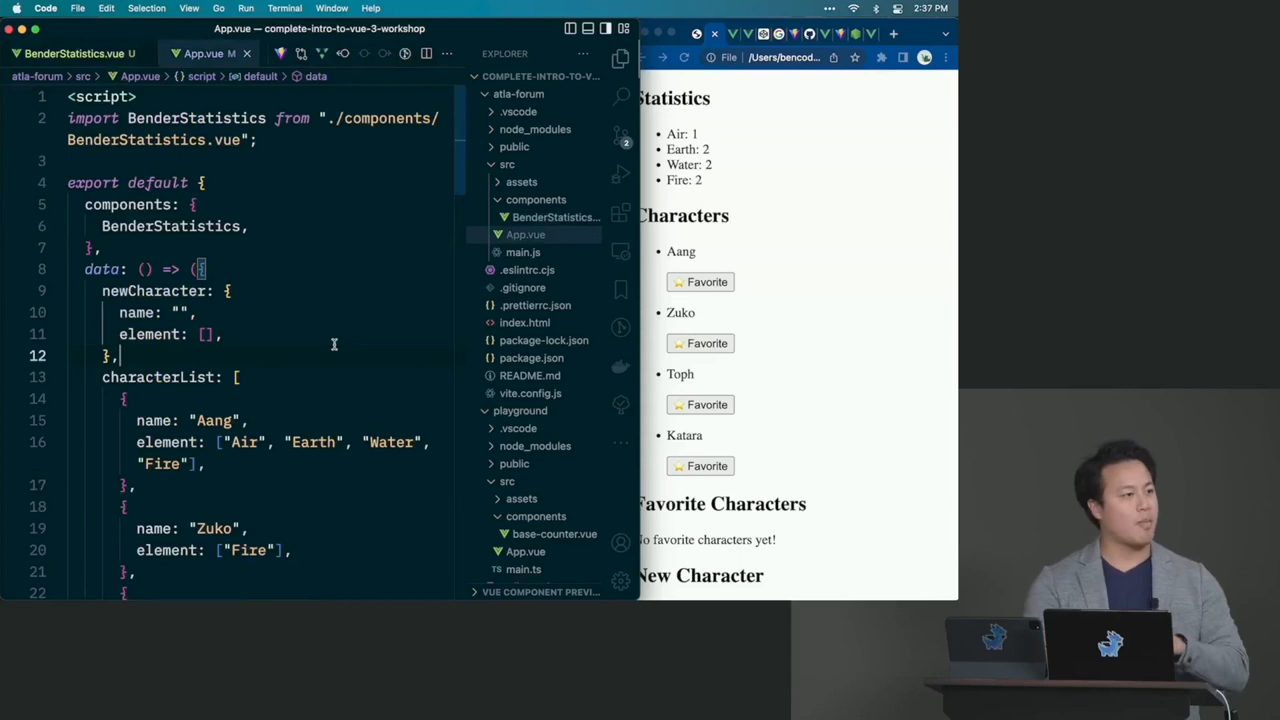 Code File Edit Selection View Go Run Terminal Window Help
2:37 PM
App.vue — complete-intro-to-vue-3-workshop
BenderStatistics.vue U
App.vue M
atla-forum > src > App.vue > {} script > default > data
1 <script>
2 import BenderStatistics from "./components/
BenderStatistics.vue";
3
4 export default {
5 components: {
6 BenderStatistics,
7 },
8 data: () => ({
9 newCharacter: {
10 name: "",
11 element: [],
12 },
13 characterList: [
14 {
15 name: "Aang",
16 element: ["Air", "Earth", "Water",
"Fire"],
17 },
18 {
19 name: "Zuko",
20 element: ["Fire"],
21 },
22 {
EXPLORER
COMPLETE-INTRO-TO-V...
atla-forum
.vscode
node_modules
public
src
assets
components
BenderStatistics...
App.vue
main.js
.eslintrc.cjs
.gitignore
.prettierrc.json
index.html
package-lock.json
package.json
README.md
vite.config.js
playground
.vscode
node_modules
public
src
assets
components
base-counter.vue
App.vue
main.ts
VUE COMPONENT PREVI...
2
File /Users/bencod...
Statistics
• Air: 1
• Earth: 2
• Water: 2
• Fire: 2
Characters
• Aang
⭐ Favorite
• Zuko
⭐ Favorite
• Toph
⭐ Favorite
• Katara
⭐ Favorite
Favorite Characters
No favorite characters yet!
New Character